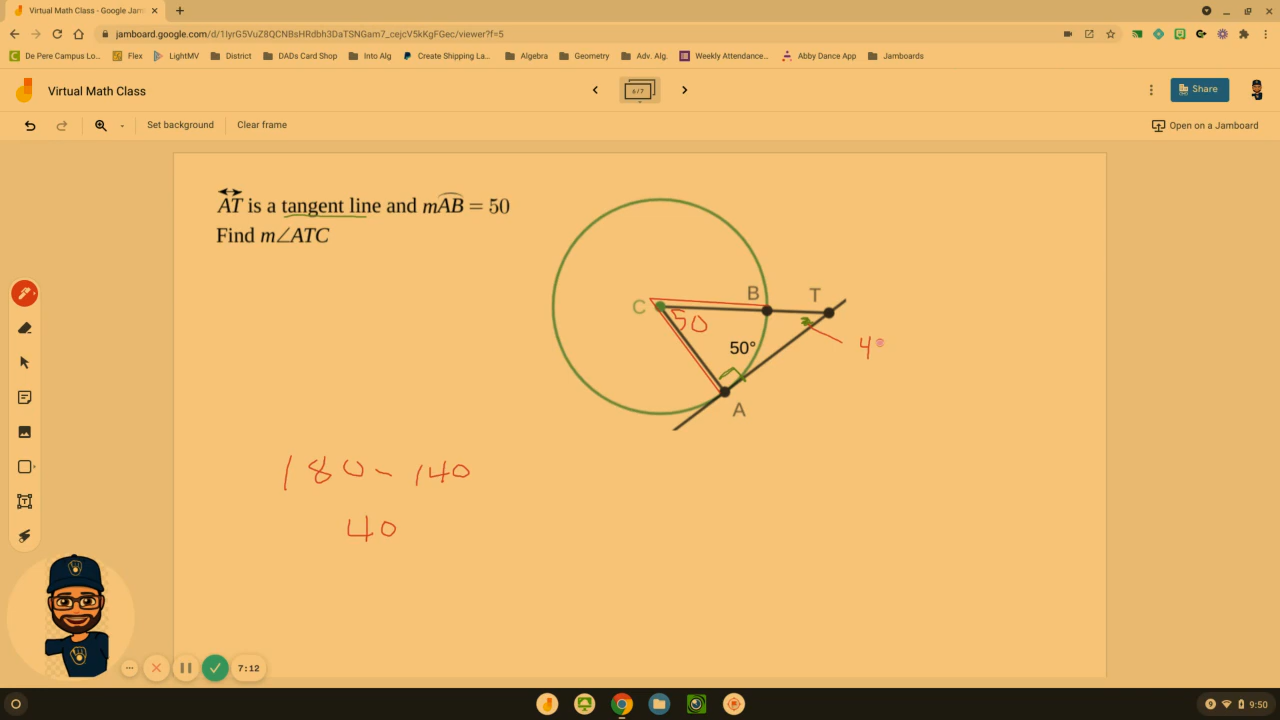 Virtual Math Class - Google Jam
jamboard.google.com/d/1IyrG5VuZ8QCNBsHRdbh3DaTSNGam7_cejcV5kKgFGec/viewer?f=5
De Pere Campus Lo... Flex LightMV District DADs Card Shop Into Alg Create Shipping La... Algebra Geometry Adv. Alg. Weekly Attendance... Abby Dance App Jamboards
Virtual Math Class
6/7
Share
Set background Clear frame
Open on a Jamboard
AT is a tangent line and mAB = 50
Find m∠ATC
C
B
T
50
50°
4
A
180-140
40
7:12
9:50